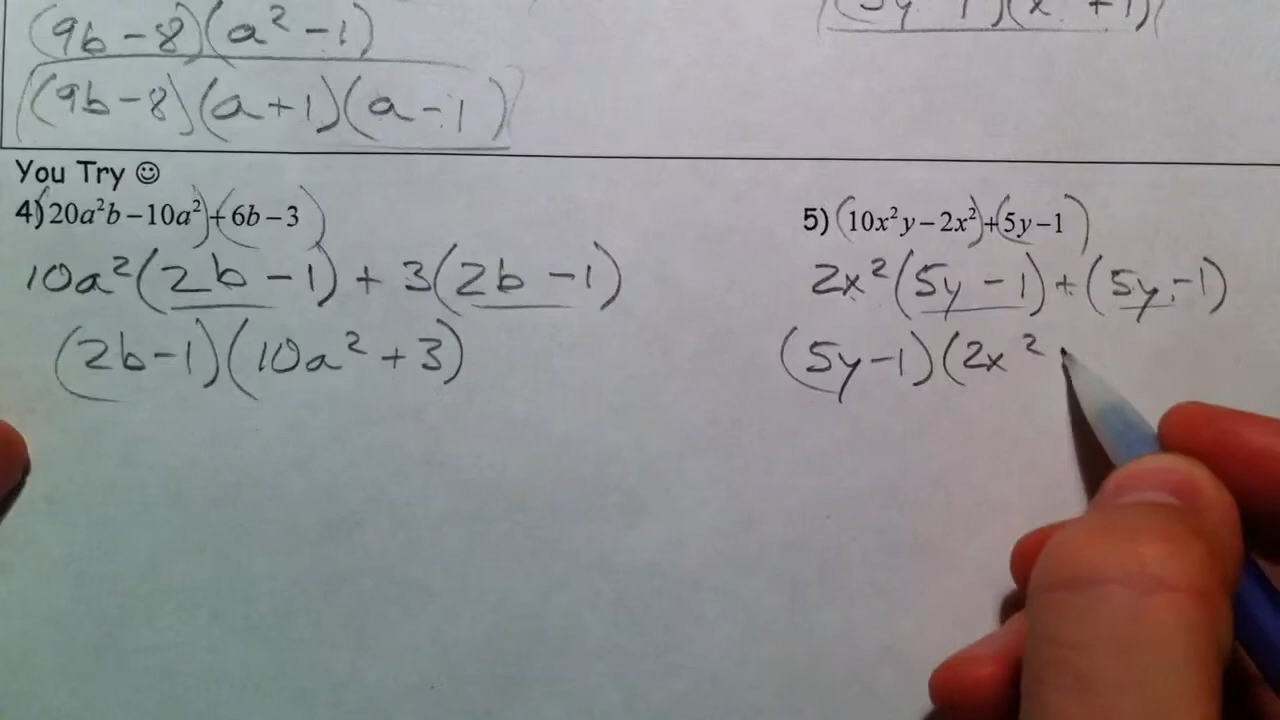 (9b-8)(a²-1)
(9b-8)(a+1)(a-1)
You Try ☺
4) (20a²b-10a²)+(6b-3)
10a²(2b-1)+3(2b-1)
(2b-1)(10a²+3)
5) (10x²y-2x²)+(5y-1)
2x²(5y-1)+(5y-1)
(5y-1)(2x²